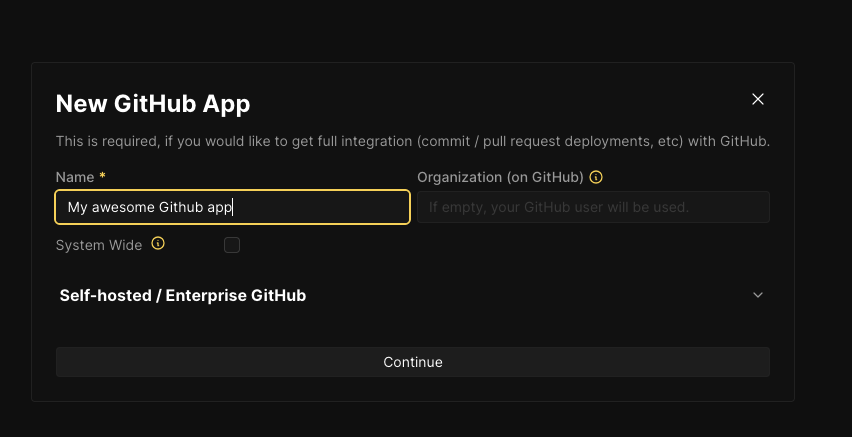 New GitHub App
This is required, if you would like to get full integration (commit / pull request deployments, etc) with GitHub.
Name *
Organization (on GitHub)
My awesome Github app
If empty, your GitHub user will be used.
System Wide
Self-hosted / Enterprise GitHub
Continue